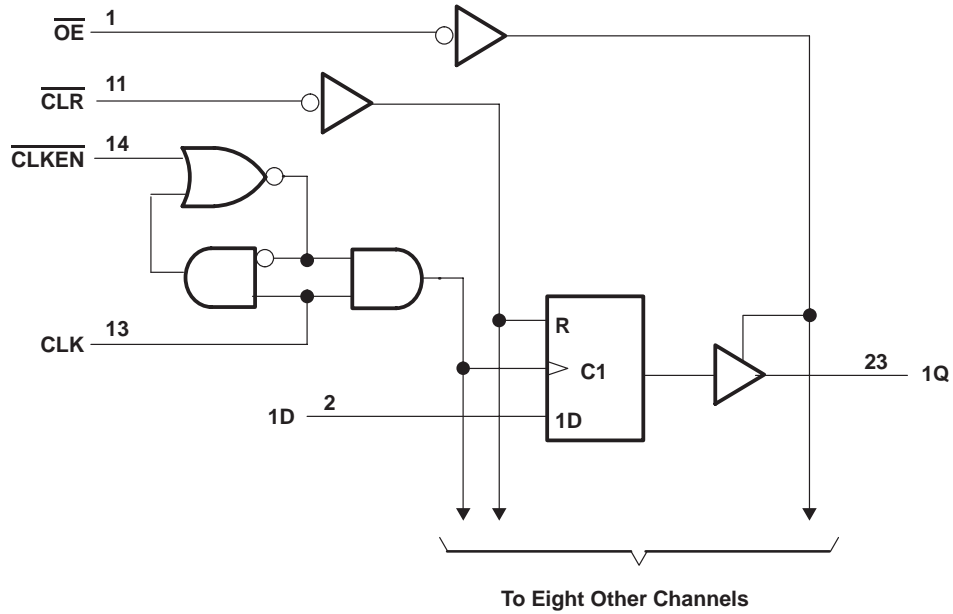 OE 1
CLR 11
CLKEN 14
CLK 13
R
C1
1D 2
1D
23 1Q
To Eight Other Channels